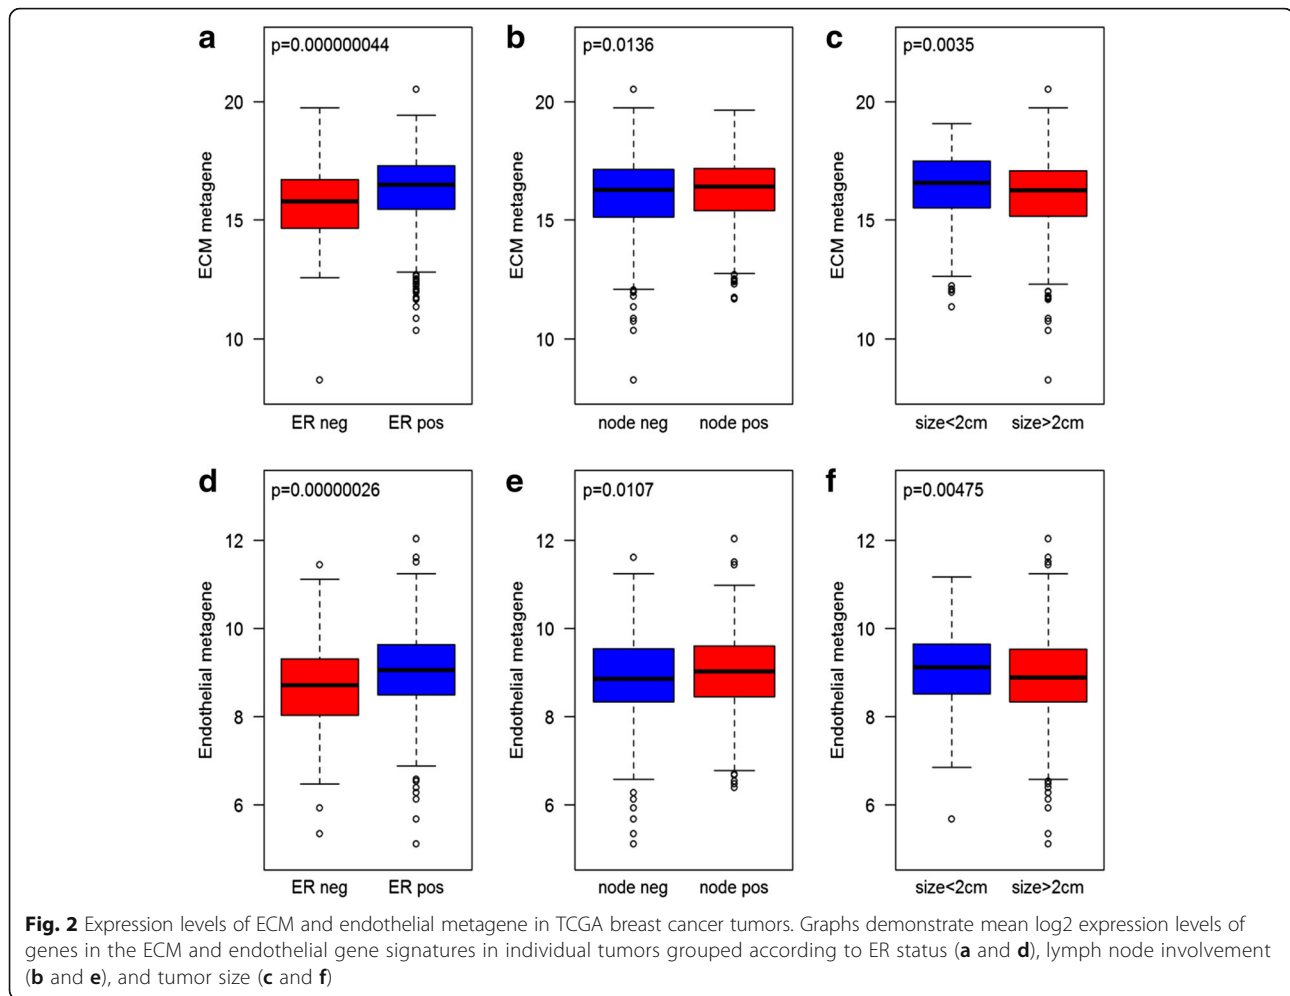 a
p=0.000000044
20
15
10
ECM metagene
ER neg ER pos
b
p=0.0136
20
15
10
ECM metagene
node neg node pos
c
p=0.0035
20
15
10
ECM metagene
size<2cm size>2cm
d
p=0.00000026
12
10
8
6
Endothelial metagene
ER neg ER pos
e
p=0.0107
12
10
8
6
Endothelial metagene
node neg node pos
f
p=0.00475
12
10
8
6
Endothelial metagene
size<2cm size>2cm
Fig. 2 Expression levels of ECM and endothelial metagene in TCGA breast cancer tumors. Graphs demonstrate mean log2 expression levels of
genes in the ECM and endothelial gene signatures in individual tumors grouped according to ER status (a and d), lymph node involvement
(b and e), and tumor size (c and f)